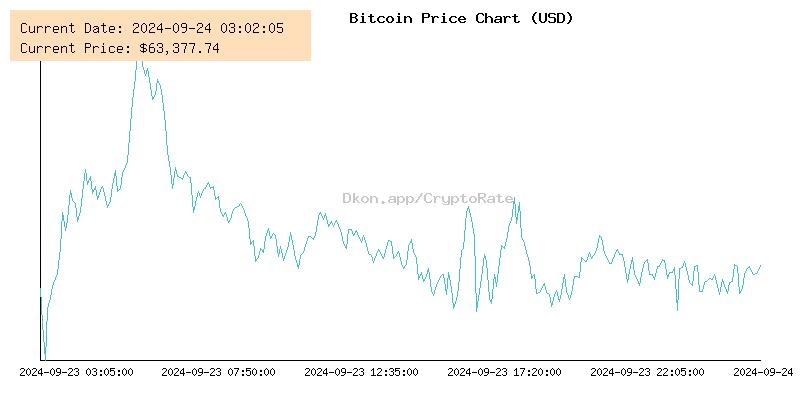 Bitcoin Price Chart (USD)
Current Date: 2024-09-24 03:02:05
Current Price: $63,377.74
Dkon.app/CryptoRate
2024-09-23 03:05:00 2024-09-23 07:50:00 2024-09-23 12:35:00 2024-09-23 17:20:00 2024-09-23 22:05:00 2024-09-24